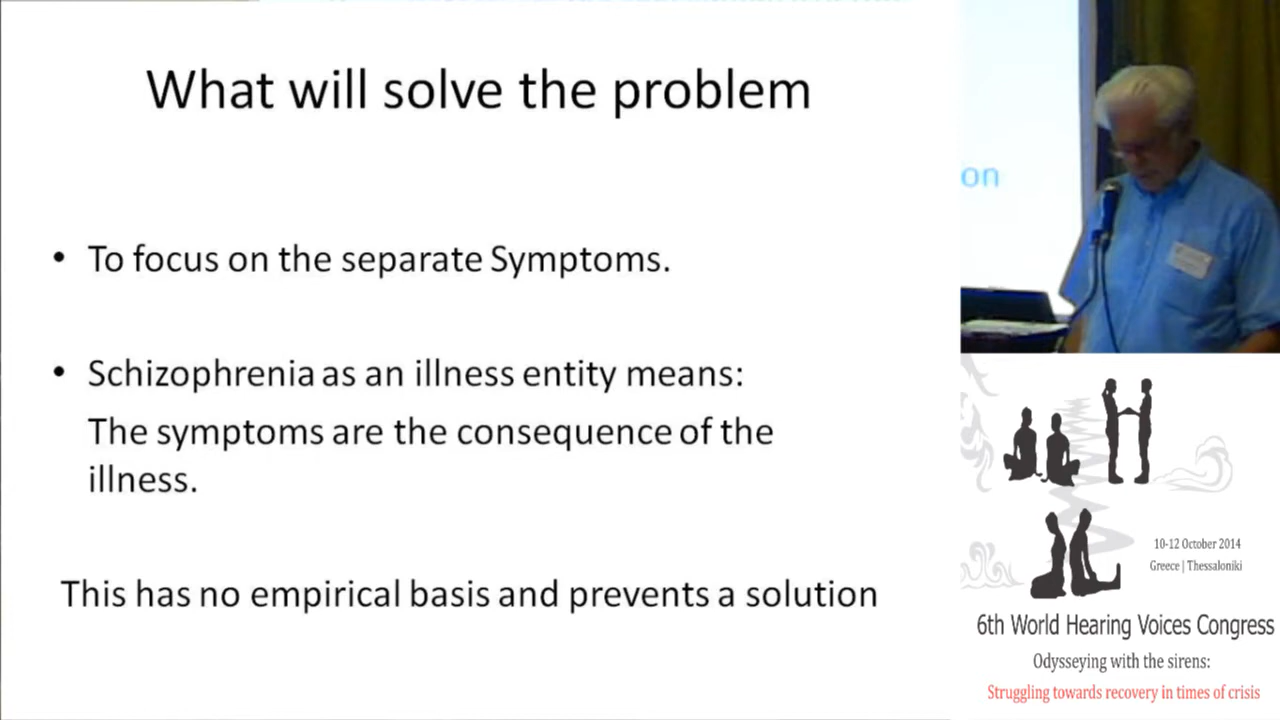 What will solve the problem
• To focus on the separate Symptoms.
• Schizophrenia as an illness entity means:
The symptoms are the consequence of the
illness.
This has no empirical basis and prevents a solution
on
10-12 October 2014
Greece | Thessaloniki
6th World Hearing Voices Congress
Odysseying with the sirens:
Struggling towards recovery in times of crisis